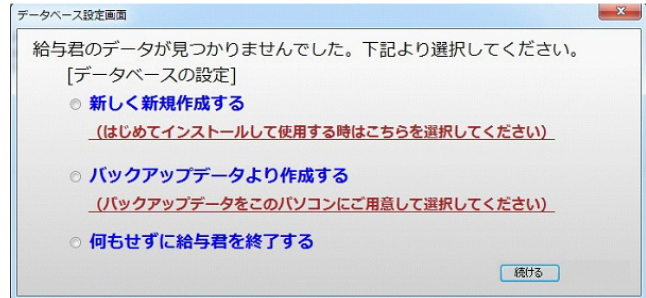 データベース設定画面
給与君のデータが見つかりませんでした。下記より選択してください。
[データベースの設定]
新しく新規作成する
(はじめてインストールして使用する時はこちらを選択してください)
バックアップデータより作成する
(バックアップデータをこのパソコンにご用意して選択してください)
何もせずに給与君を終了する
続ける